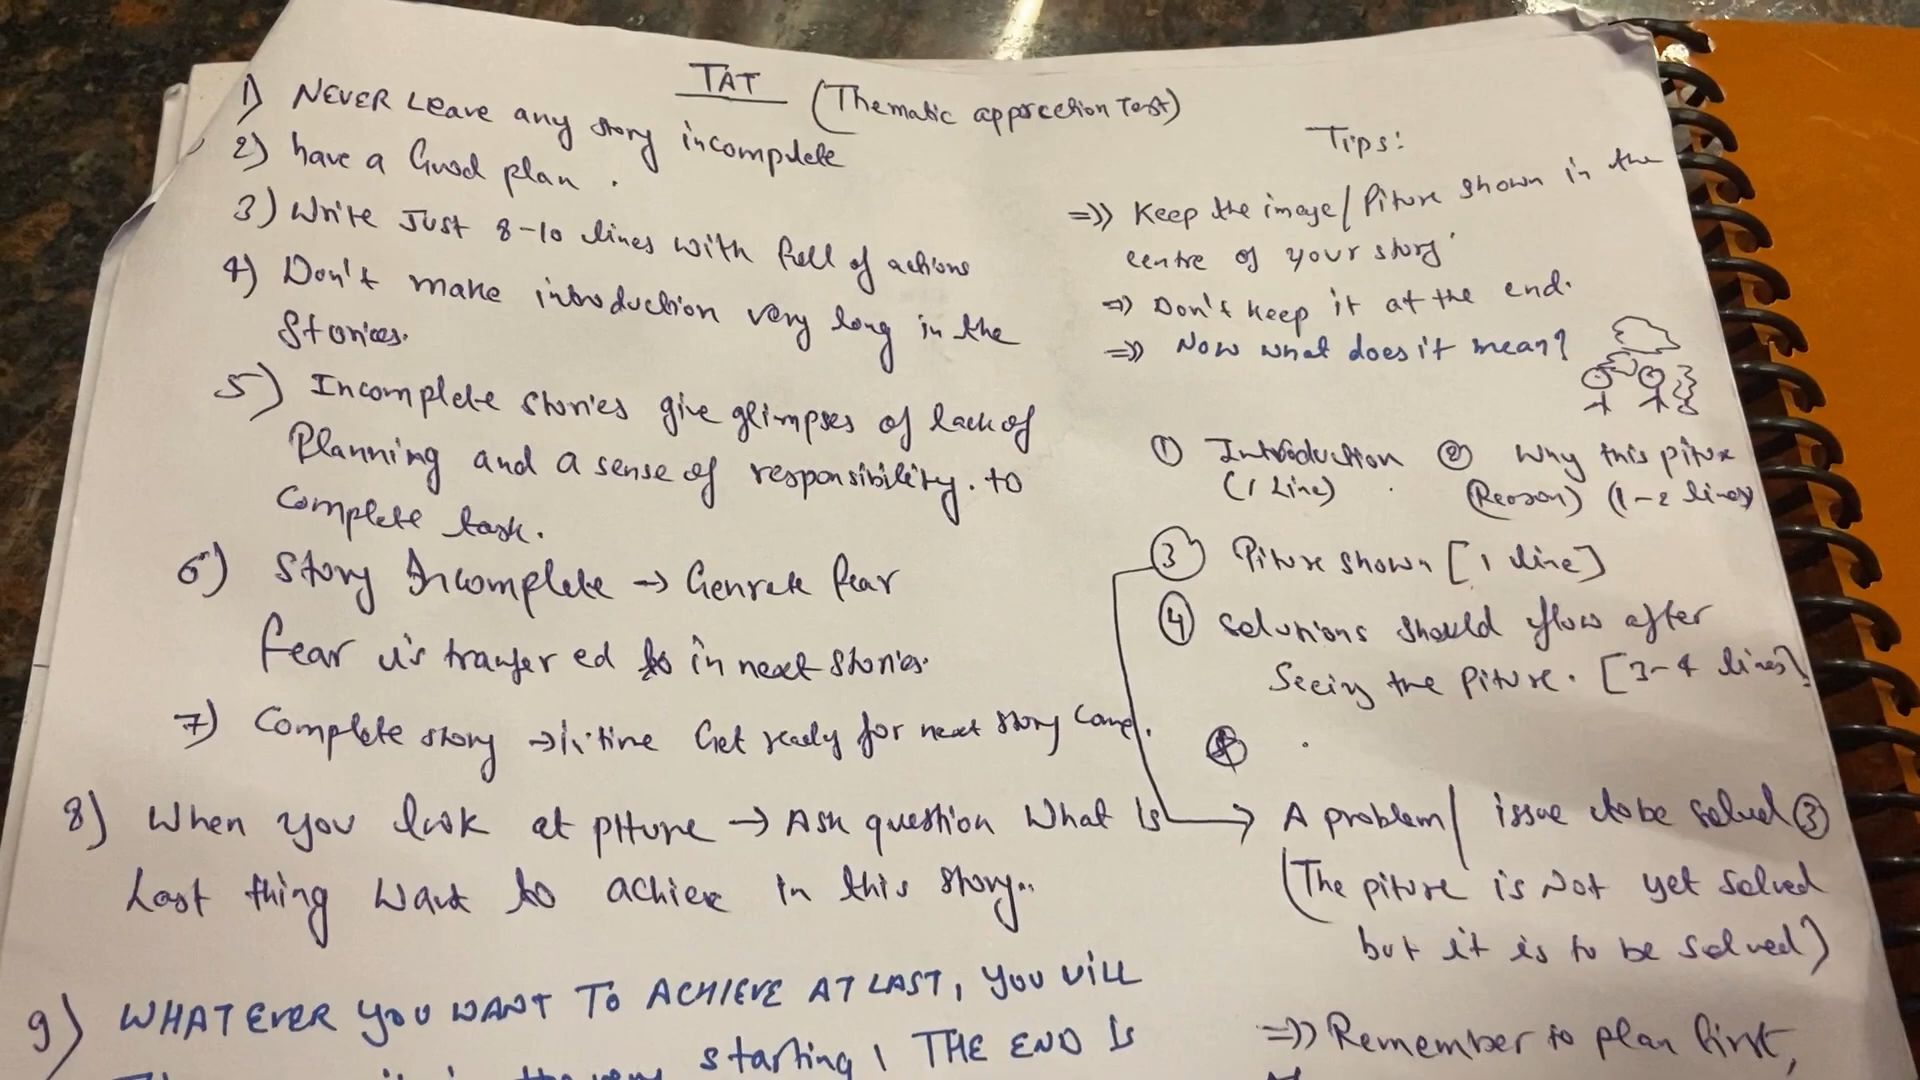 TAT (Thematic apprcetion Test)
1) NEVER Leave any story incomplete
2) have a Good plan.
3) Write Just 8-10 lines with full of actions
4) Don't make introduction very long in the
Stories.
5) Incomplete stories give glimpses of lack of
Planning and a sense of responsibility. to
complete task.
6) Story Incomplete → Genrate fear
fear is tranfer ed in next stories.
7) Complete story → in time Get ready for next story
8) When you look at piture → Ask question What is
Last thing want to achieve in this story..
9) WHATEVER YOU WANT TO ACHIEVE AT LAST, YOU WILL
starting, THE END IS
Tips:
=>> Keep the image/Piture shown in the
centre of your story
=>> Don't keep it at the end.
=>> Now what does it mean?
① Introduction ② Why this piture
(1 Line) (Reason) (1-2 lines)
③ Piture shown [1 line]
④ solutions should flow after
Seeing the Piture. [3-4 lines]
→ A problem/ issue to be solved ③
(The piture is Not yet solved
but it is to be solved)
=>> Remember to plan first,